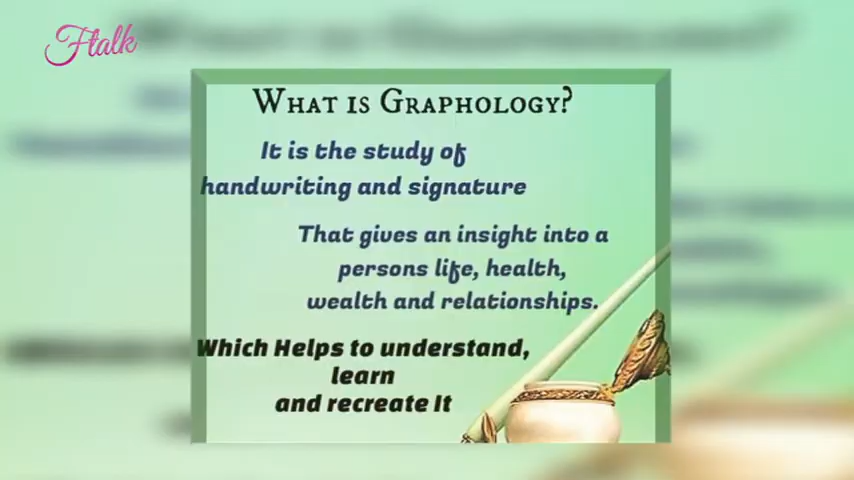 Ftalk
What is Graphology?
It is the study of
handwriting and signature
That gives an insight into a
persons life, health,
wealth and relationships.
Which Helps to understand,
learn
and recreate It